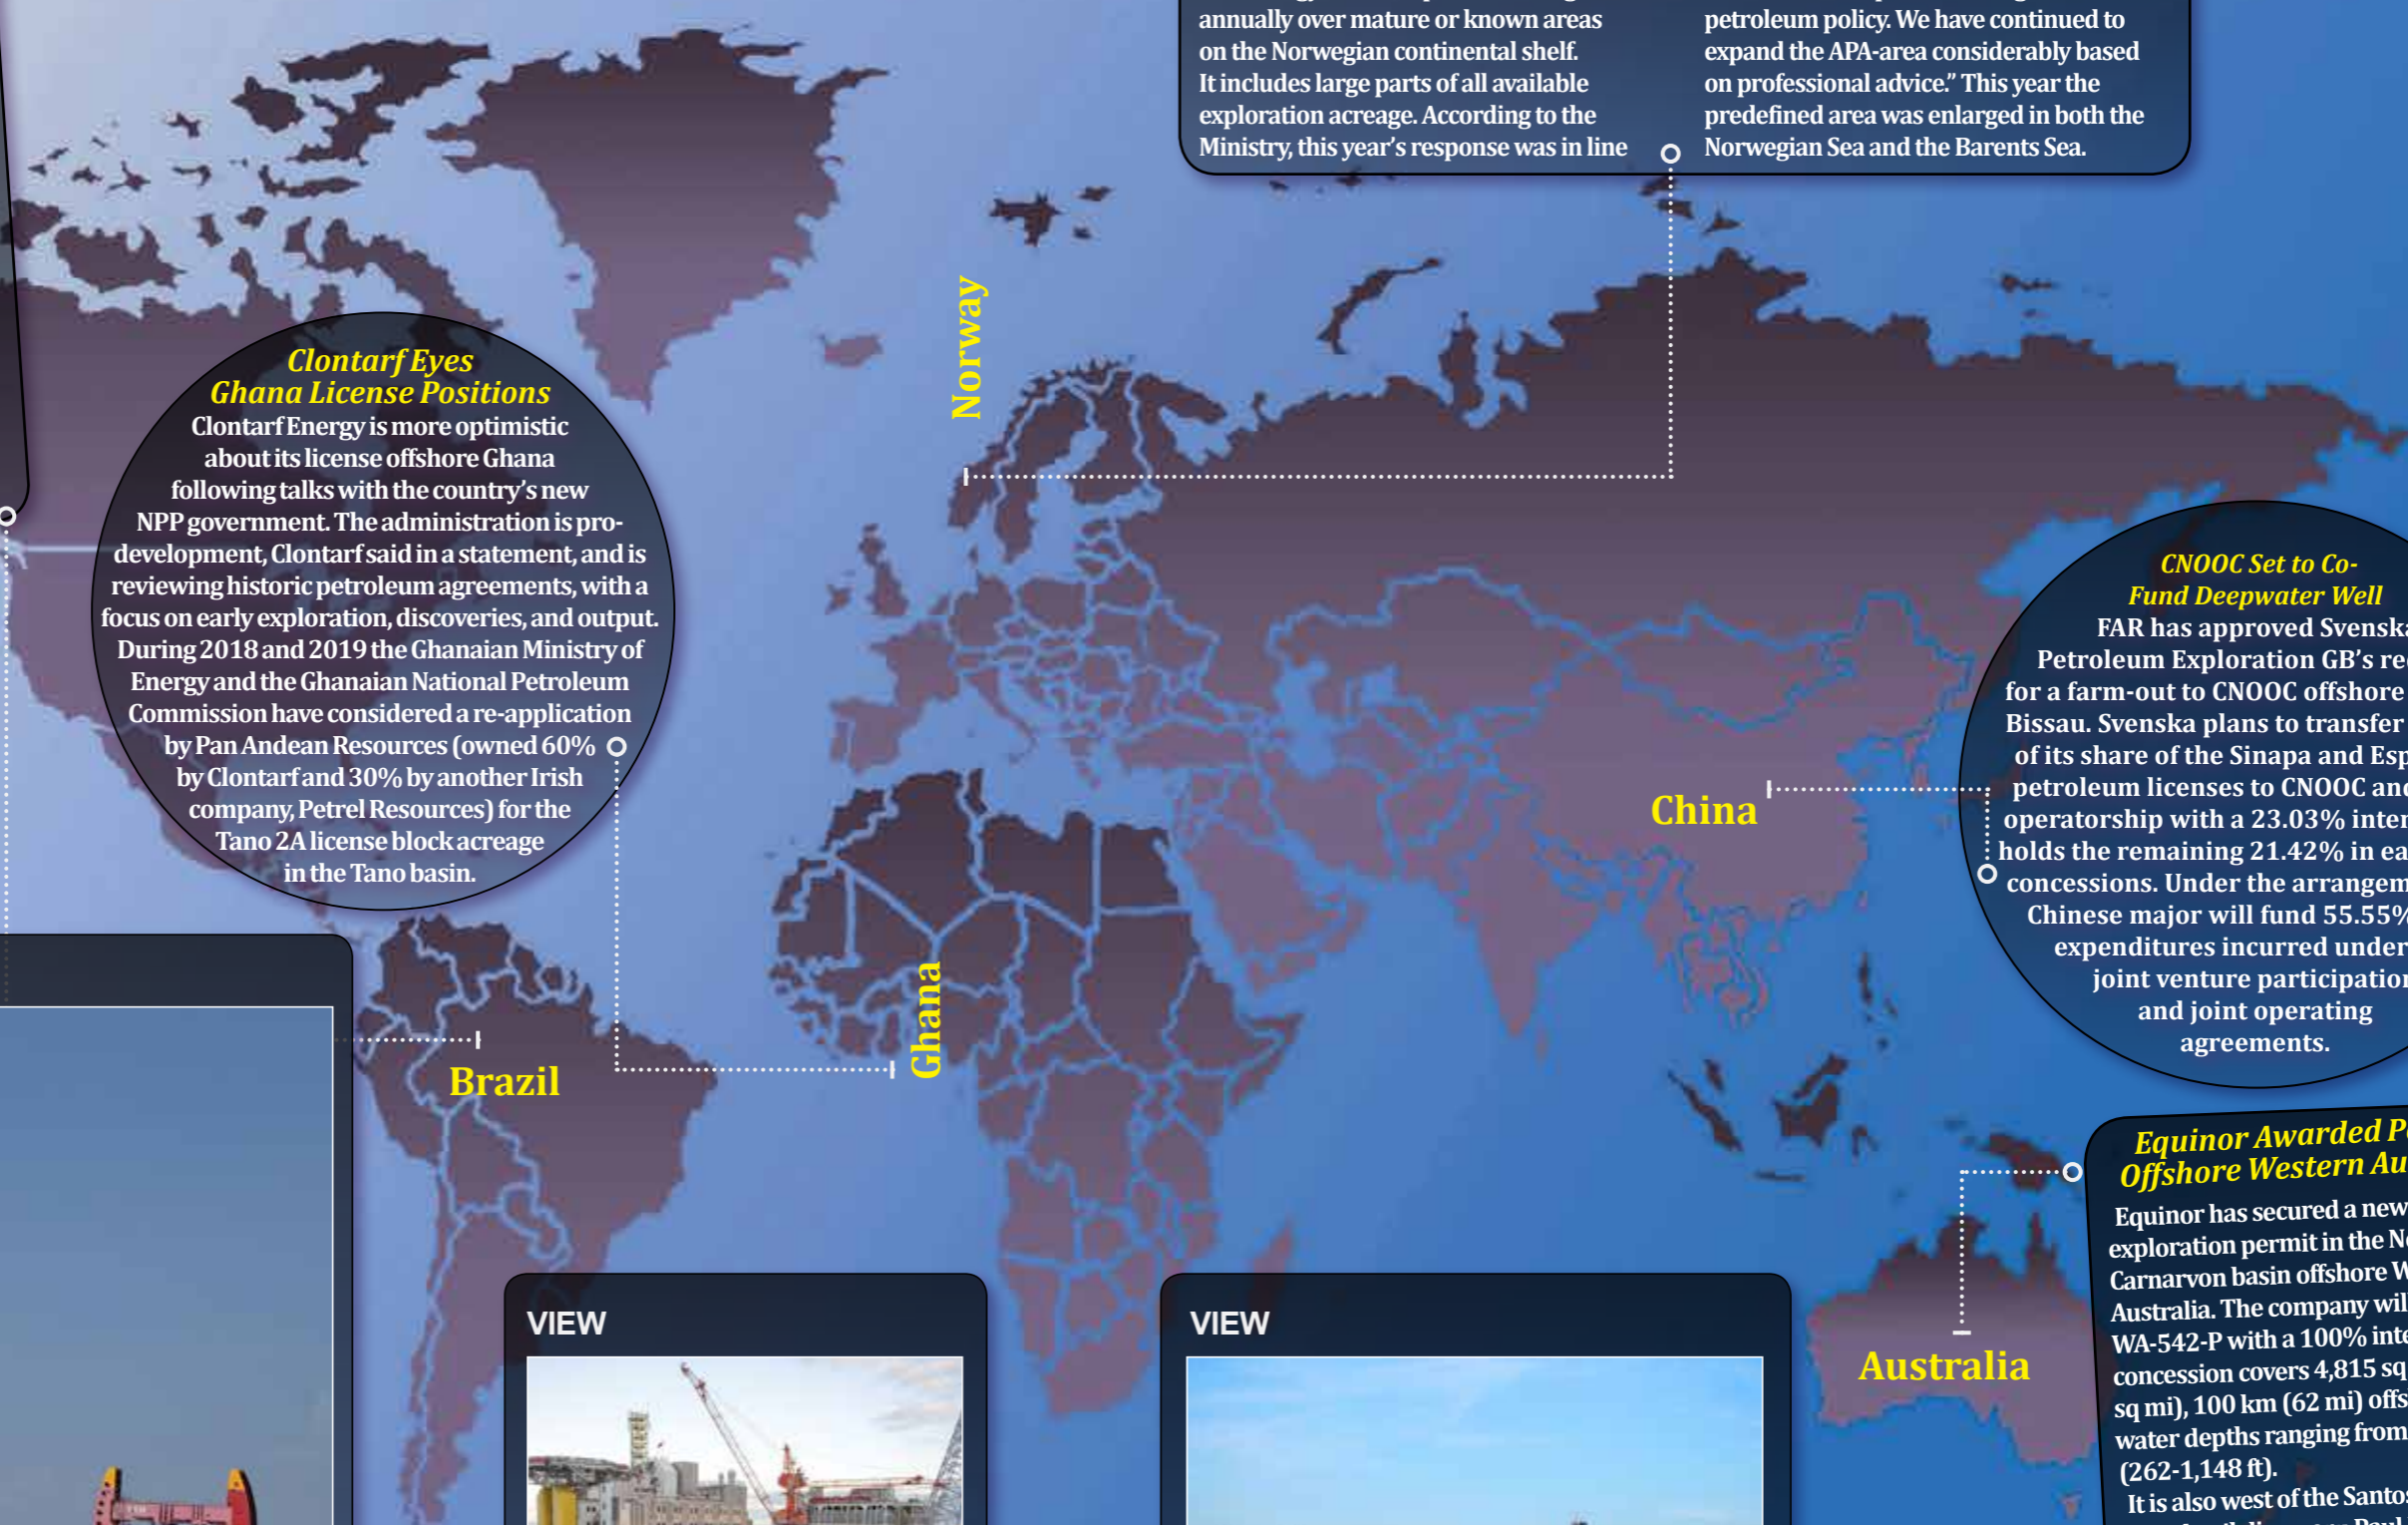 annually over mature or known areas
on the Norwegian continental shelf.
It includes large parts of all available
exploration acreage. According to the
Ministry, this year's response was in line
petroleum policy. We have continued to
expand the APA-area considerably based
on professional advice." This year the
predefined area was enlarged in both the
Norwegian Sea and the Barents Sea.
Norway
Clontarf Eyes
Ghana License Positions
Clontarf Energy is more optimistic
about its license offshore Ghana
following talks with the country's new
NPP government. The administration is pro-
development, Clontarf said in a statement, and is
reviewing historic petroleum agreements, with a
focus on early exploration, discoveries, and output.
During 2018 and 2019 the Ghanaian Ministry of
Energy and the Ghanaian National Petroleum
Commission have considered a re-application
by Pan Andean Resources (owned 60%
by Clontarf and 30% by another Irish
company, Petrel Resources) for the
Tano 2A license block acreage
in the Tano basin.
CNOOC Set to Co-
Fund Deepwater Well
FAR has approved Svenska
Petroleum Exploration GB's
for a farm-out to CNOOC offshore
Bissau. Svenska plans to transfer
of its share of the Sinapa and
petroleum licenses to CNOOC and
operatorship with a 23.03%
holds the remaining 21.42% in
concessions. Under the
Chinese major will fund 55.55%
expenditures incurred under
joint venture participation
and joint operating
agreements.
China
Ghana
Brazil
Australia
Equinor Awarded
Offshore Western
Equinor has secured a new
exploration permit in the
Carnarvon basin offshore
Australia. The company will
WA-542-P with a 100%
concession covers 4,815 sq
sq mi), 100 km (62 mi)
water depths ranging from
(262-1,148 ft).
It is also west of the Santos
VIEW
VIEW